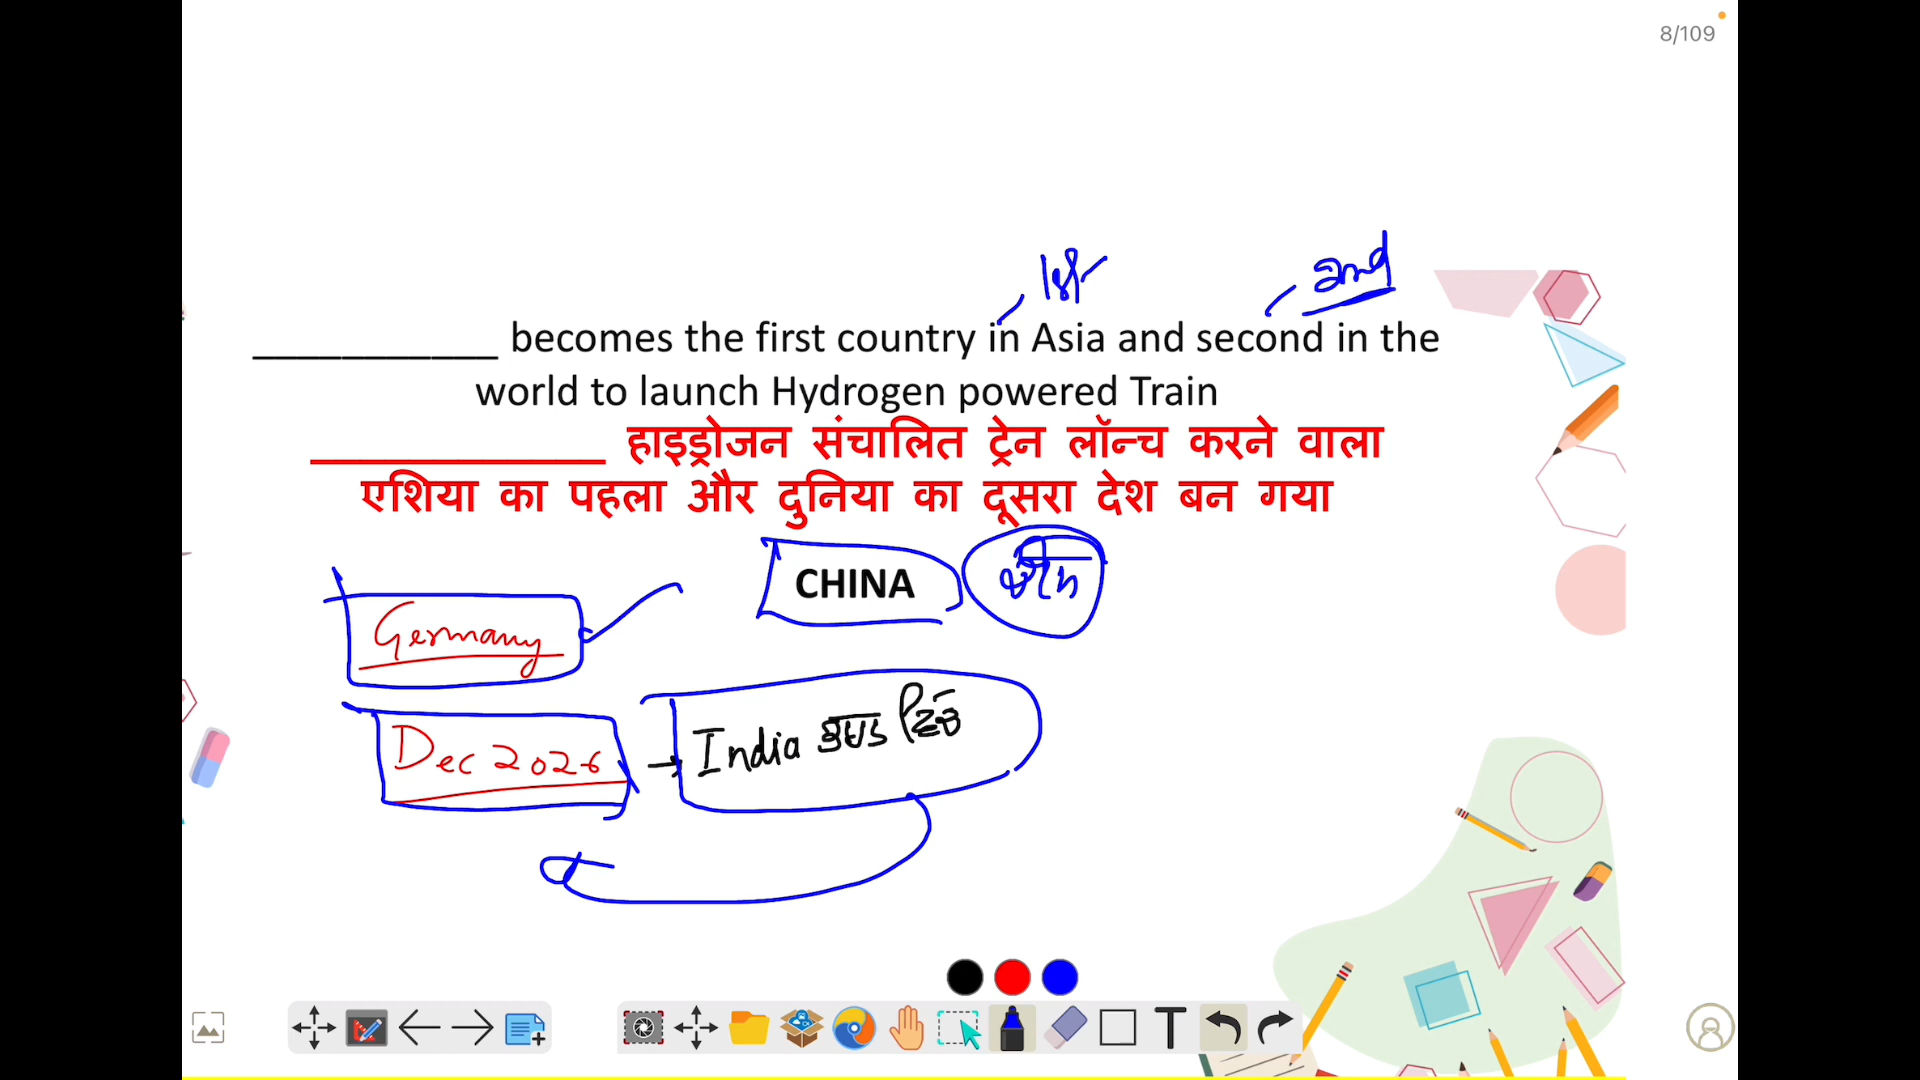 8/109
1st
2nd
___________ becomes the first country in Asia and second in the
world to launch Hydrogen powered Train
____________ हाइड्रोजन संचालित ट्रेन लॉन्च करने वाला
एशिया का पहला और दुनिया का दूसरा देश बन गया
CHINA चीन
Germany
Dec 2026 → India
T